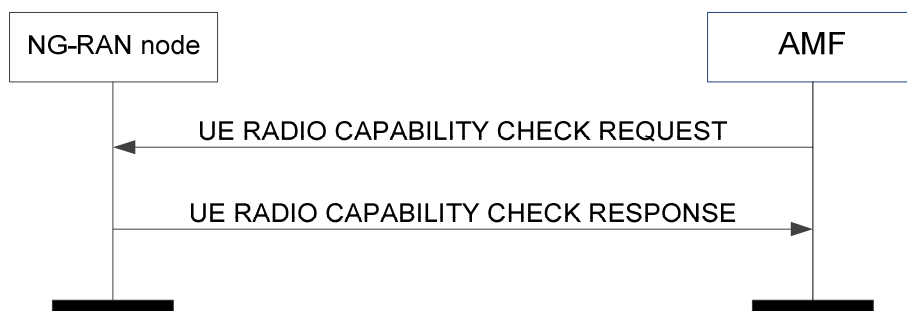 NG-RAN node
AMF
UE RADIO CAPABILITY CHECK REQUEST
UE RADIO CAPABILITY CHECK RESPONSE